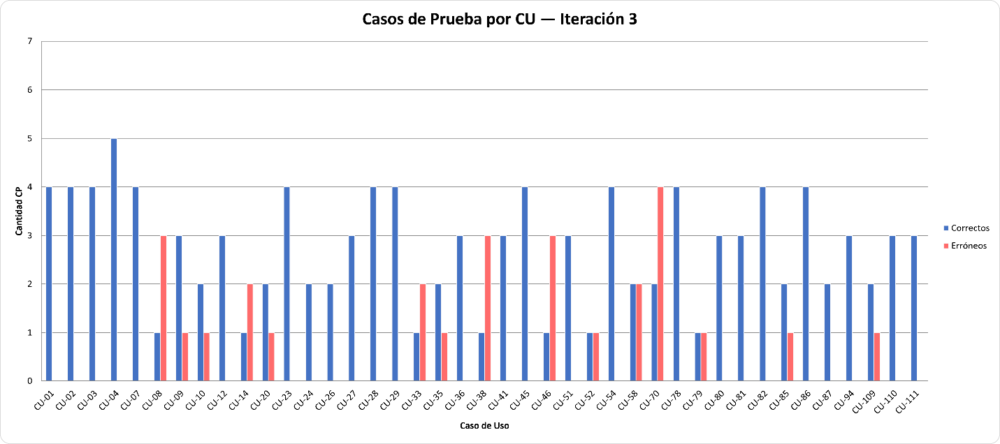 Casos de Prueba por CU — Iteración 3
7
6
5
4
3
2
1
0
Cantidad CP
CU-01
CU-02
CU-03
CU-04
CU-07
CU-08
CU-09
CU-10
CU-12
CU-14
CU-20
CU-23
CU-24
CU-26
CU-27
CU-28
CU-29
CU-33
CU-35
CU-36
CU-38
CU-41
CU-45
CU-46
CU-51
CU-52
CU-54
CU-58
CU-70
CU-78
CU-79
CU-80
CU-81
CU-82
CU-85
CU-86
CU-87
CU-94
CU-109
CU-110
CU-111
Caso de Uso
Correctos
Erróneos